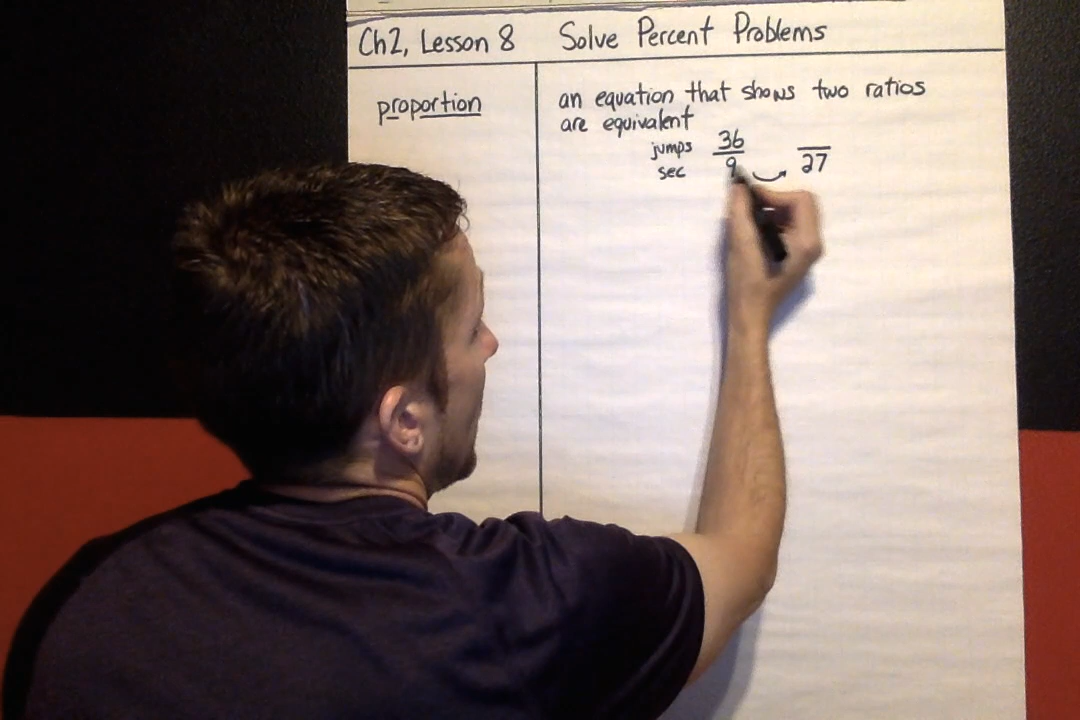 Ch2, Lesson 8 Solve Percent Problems
proportion
an equation that shows two ratios
are equivalent
jumps 36
sec 9 27